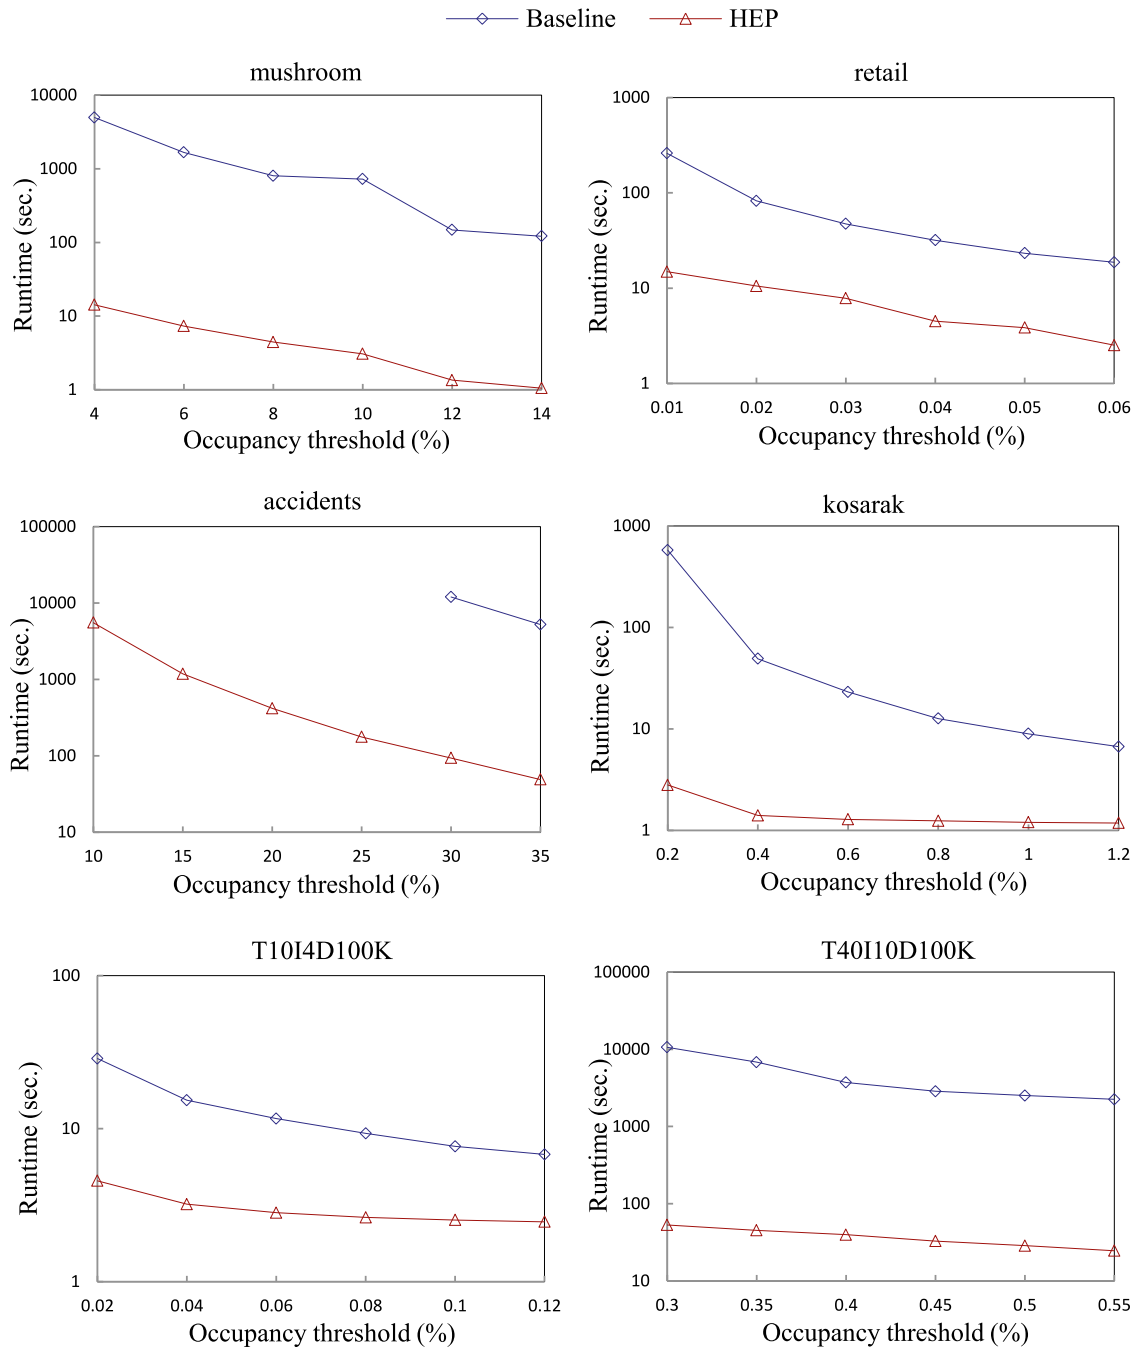 Baseline HEP
mushroom
10000
1000
100
10
1
Runtime (sec.)
4 6 8 10 12 14
Occupancy threshold (%)
retail
1000
100
10
1
Runtime (sec.)
0.01 0.02 0.03 0.04 0.05 0.06
Occupancy threshold (%)
accidents
100000
10000
1000
100
10
Runtime (sec.)
10 15 20 25 30 35
Occupancy threshold (%)
kosarak
1000
100
10
1
Runtime (sec.)
0.2 0.4 0.6 0.8 1 1.2
Occupancy threshold (%)
T10I4D100K
100
10
1
Runtime (sec.)
0.02 0.04 0.06 0.08 0.1 0.12
Occupancy threshold (%)
T40I10D100K
100000
10000
1000
100
10
Runtime (sec.)
0.3 0.35 0.4 0.45 0.5 0.55
Occupancy threshold (%)